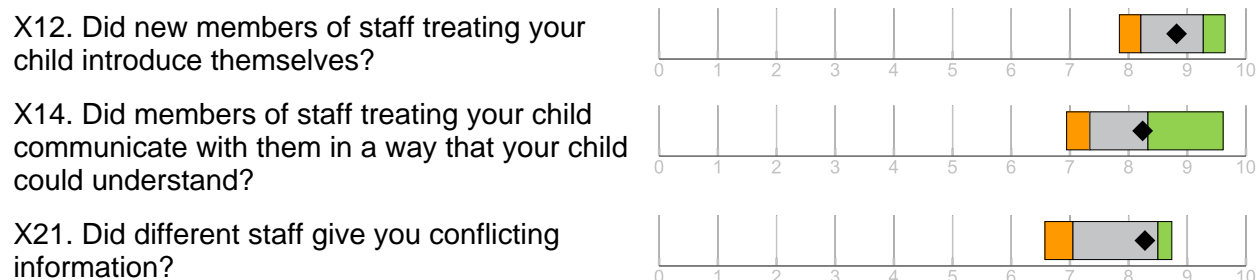 X12. Did new members of staff treating your
child introduce themselves?
0 1 2 3 4 5 6 7 8 9 10
X14. Did members of staff treating your child
communicate with them in a way that your child
could understand?
0 1 2 3 4 5 6 7 8 9 10
X21. Did different staff give you conflicting
information?
0 1 2 3 4 5 6 7 8 9 10